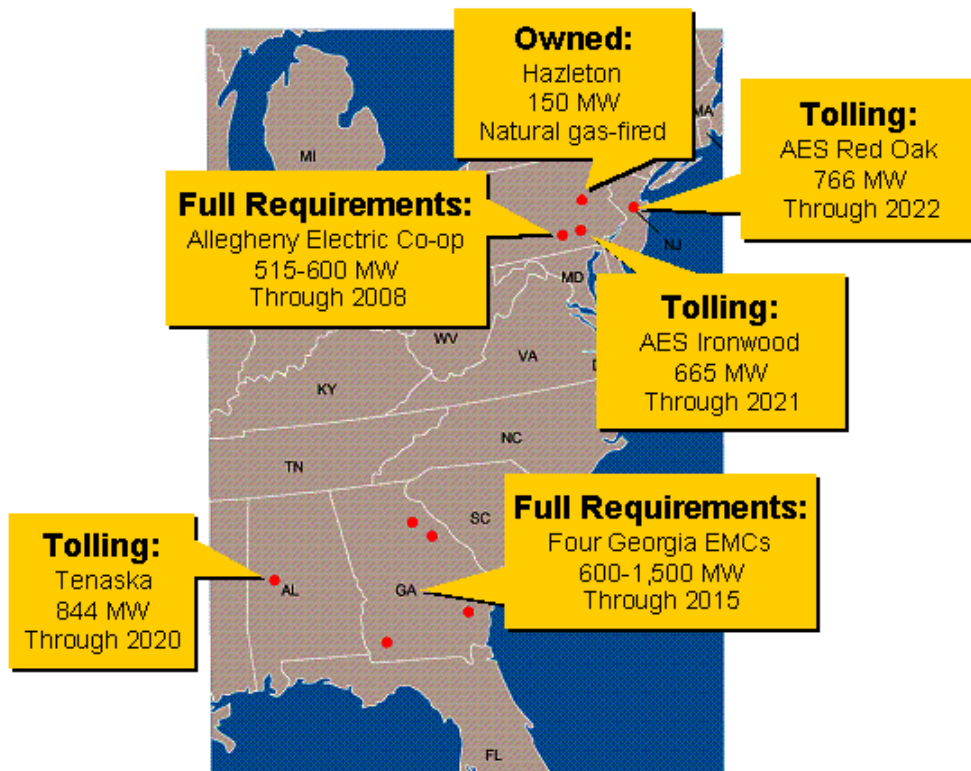 Owned:
Hazleton
150 MW
Natural gas-fired
Tolling:
AES Red Oak
766 MW
Through 2022
Full Requirements:
Allegheny Electric Co-op
515-600 MW
Through 2008
Tolling:
AES Ironwood
665 MW
Through 2021
Full Requirements:
Four Georgia EMCs
600-1,500 MW
Through 2015
Tolling:
Tenaska
844 MW
Through 2020
MI
MA
NJ
MD
WV
VA
KY
NC
TN
SC
AL
GA
FL